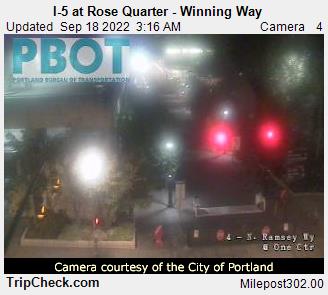 I-5 at Rose Quarter - Winning Way
Updated Sep 18 2022 3:16 AM Camera 4
PBOT
PORTLAND BUREAU OF TRANSPORTATION
4 - N. Ramsey Wy
@ One Ctr
Camera courtesy of the City of Portland
TripCheck.com Milepost302.00